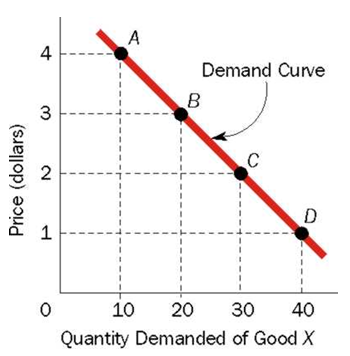 A
4
Demand Curve
B
3
C
2
D
1
Price (dollars)
0
10 20 30 40
Quantity Demanded of Good X